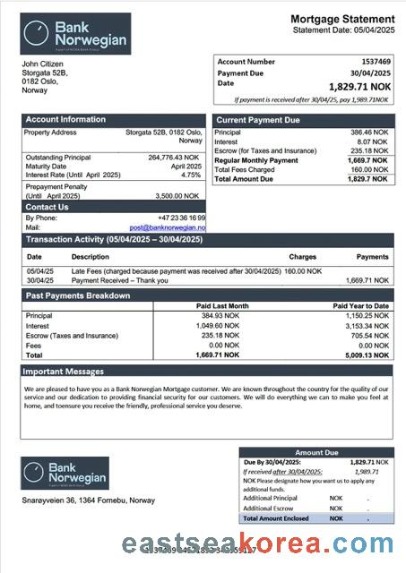 Bank
Norwegian
Mortgage Statement
Statement Date: 05/04/2025
John Citizen
Storgata 52B,
0182 Oslo,
Norway
Account Number 1537469
Payment Due 30/04/2025
Date
1,829.71 NOK
If payment is received after 30/04/25, pay 1,989.71NOK
Account Information
Property Address Storgata 52B, 0182 Oslo,
Norway
Outstanding Principal 264,776.43 NOK
Maturity Date April 2025
Interest Rate (Until April 2025) 4.75%
Prepayment Penalty
(Until April 2025) 3,500.00 NOK
Contact Us
By Phone: +47 23 36 16 99
Mail: post@banknorwegian.no
Current Payment Due
Principal 386.46 NOK
Interest 8.07 NOK
Escrow (for Taxes and Insurance) 235.18 NOK
Regular Monthly Payment 1,669.7 NOK
Total Fees Charged 160.00 NOK
Total Amount Due 1,829.7 NOK
Transaction Activity (05/04/2025 – 30/04/2025)
Date Description Charges Payments
05/04/25 Late Fees (charged because payment was received after 30/04/2025) 160.00 NOK
30/04/25 Payment Received – Thank you 1,669.71 NOK
Past Payments Breakdown
Paid Last Month Paid Year to Date
Principal 384.93 NOK 1,150.25 NOK
Interest 1,049.60 NOK 3,153.34 NOK
Escrow (Taxes and Insurance) 235.18 NOK 705.54 NOK
Fees 0.00 NOK 0.00 NOK
Total 1,669.71 NOK 5,009.13 NOK
Important Messages
We are pleased to have you as a Bank Norwegian Mortgage customer. We are known throughout the country for the quality of our
service and our dedication to providing financial security for our customers. We will do everything we can to make you feel at
home, and toensure you receive the friendly, professional service you deserve.
Bank
Norwegian
Snarøyveien 36, 1364 Fornebu, Norway
Amount Due
Due By 30/04/2025: 1,829.71 NOK
If received after 30/04/2025: 1,989.71
NOK Please designate how you want us to apply any
additional funds.
Additional Principal NOK .
Additional Escrow NOK .
Total Amount Enclosed NOK .
eastseakorea.com